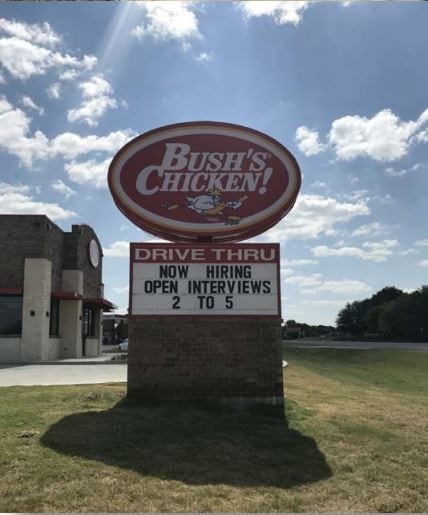 BUSH'S
CHICKEN!
DRIVE THRU
NOW HIRING
OPEN INTERVIEWS
2 TO 5